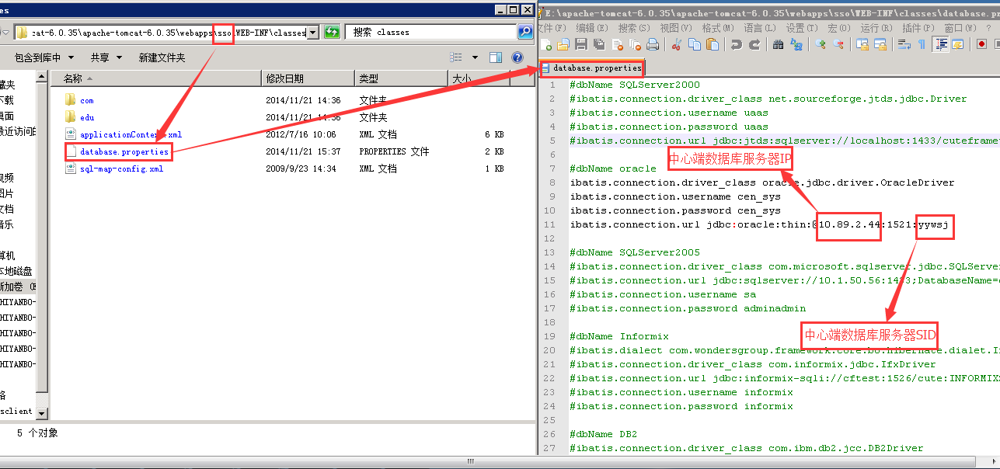 es
cat-6.0.35\apache-tomcat-6.0.35\webapps\sso\WEB-INF\classes
搜索 classes
包含到库中 共享 新建文件夹
名称 修改日期 类型 大小
com 2014/11/21 14:36 文件夹
edu 2014/11/21 14:36 文件夹
applicationContext.xml 2012/7/16 10:06 XML 文档 6 KB
database.properties 2014/11/21 15:37 PROPERTIES 文件 2 KB
sql-map-config.xml 2009/9/23 14:34 XML 文档 1 KB
藏夹
下载
桌面
最近访问的
视频
图片
文档
音乐
算机
本地磁盘
新加卷 (E
HIYANBO-
HIYANBO-
HIYANBO-
HIYANBO-
络
sclient
5 个对象
E:\apache-tomcat-6.0.35\apache-tomcat-6.0.35\webapps\sso\WEB-INF\classes\database.pr
文件(F) 编辑(E) 搜索(S) 视图(V) 格式(M) 语言(L) 设置(T) 宏(O) 运行(R) 插件(P) 窗口(W) ?
database.properties
1 #dbName SQLServer2000
2 #ibatis.connection.driver_class net.sourceforge.jtds.jdbc.Driver
3 #ibatis.connection.username uaas
4 #ibatis.connection.password uaas
5 #ibatis.connection.url jdbc:jtds:sqlserver://localhost:1433/cuteframew
6
中心端数据库服务器IP
7 #dbName oracle
8 ibatis.connection.driver_class oracle.jdbc.driver.OracleDriver
9 ibatis.connection.username cen_sys
10 ibatis.connection.password cen_sys
11 ibatis.connection.url jdbc:oracle:thin:@10.89.2.44:1521:yywsj
12
13 #dbName SQLServer2005
14 #ibatis.connection.driver_class com.microsoft.sqlserver.jdbc.SQLServer
15 #ibatis.connection.url jdbc:sqlserver://10.1.50.56:1433;DatabaseName=
16 #ibatis.connection.username sa
17 #ibatis.connection.password adminadmin
18
中心端数据库服务器SID
19 #dbName Informix
20 #ibatis.dialect com.wondersgroup.framework.core.bo.hibernate.dialet.In
21 #ibatis.connection.driver_class com.informix.jdbc.IfxDriver
22 #ibatis.connection.url jdbc:informix-sqli://cftest:1526/cute:INFORMIXS
23 #ibatis.connection.username informix
24 #ibatis.connection.password informix
25
26 #dbName DB2
27 #ibatis.connection.driver_class com.ibm.db2.jcc.DB2Driver